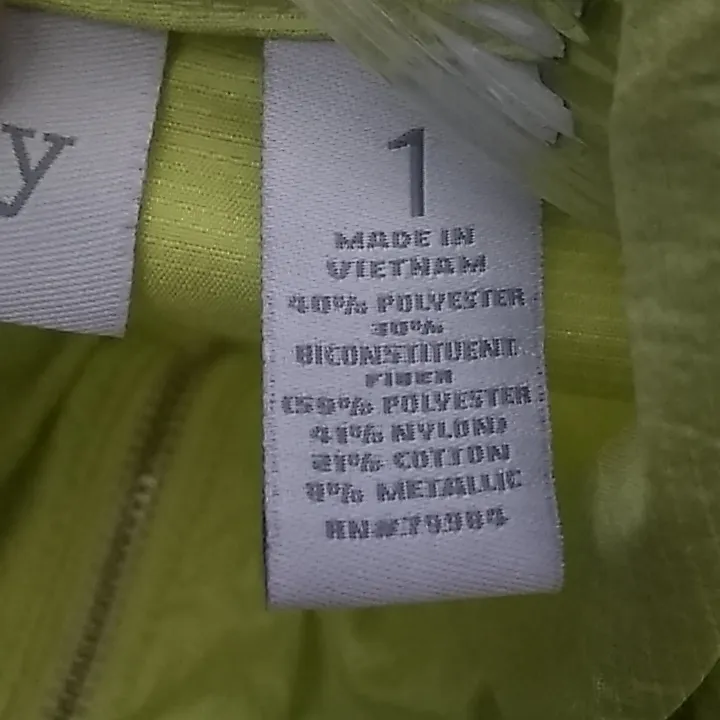 y
1
MADE IN
VIETNAM
40% POLYESTER
30%
BICONSTITUENT
FIBER
(59% POLYESTER
41% NYLON)
21% COTTON
9% METALLIC